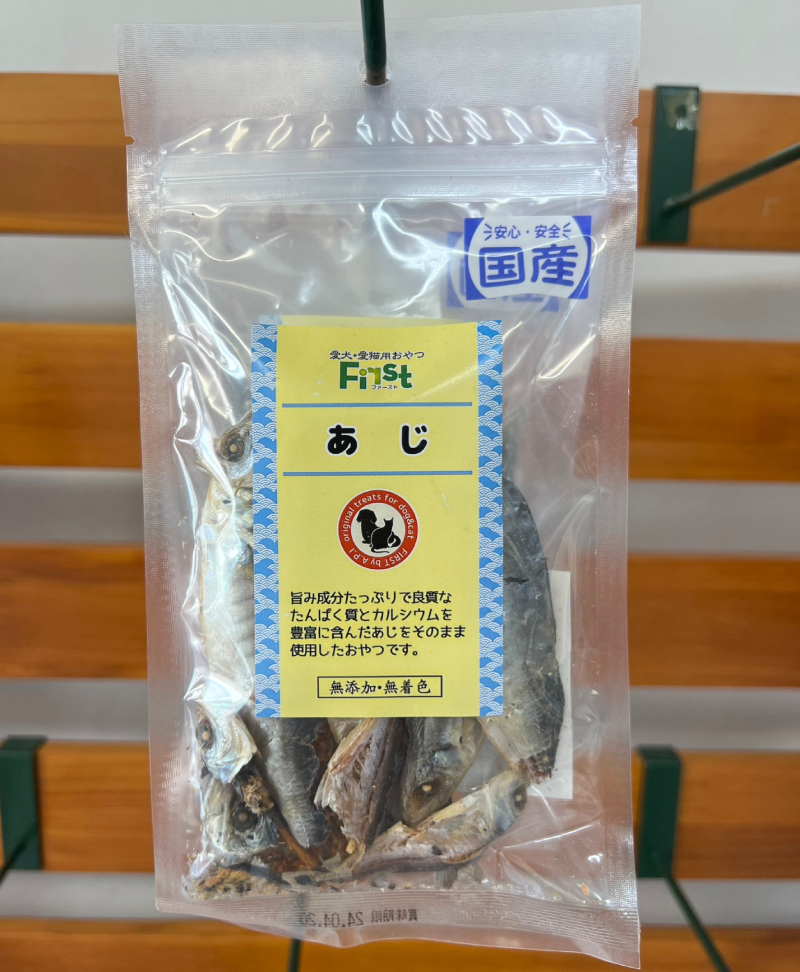 安心・安全
国産
愛犬・愛猫用おやつ
First
ファースト
あじ
original treats for dog&cat
FIRST by A.P.I
旨み成分たっぷりで良質な
たんぱく質とカルシウムを
豊富に含んだあじをそのまま
使用したおやつです。
無添加・無着色
賞味期限 24.04.20